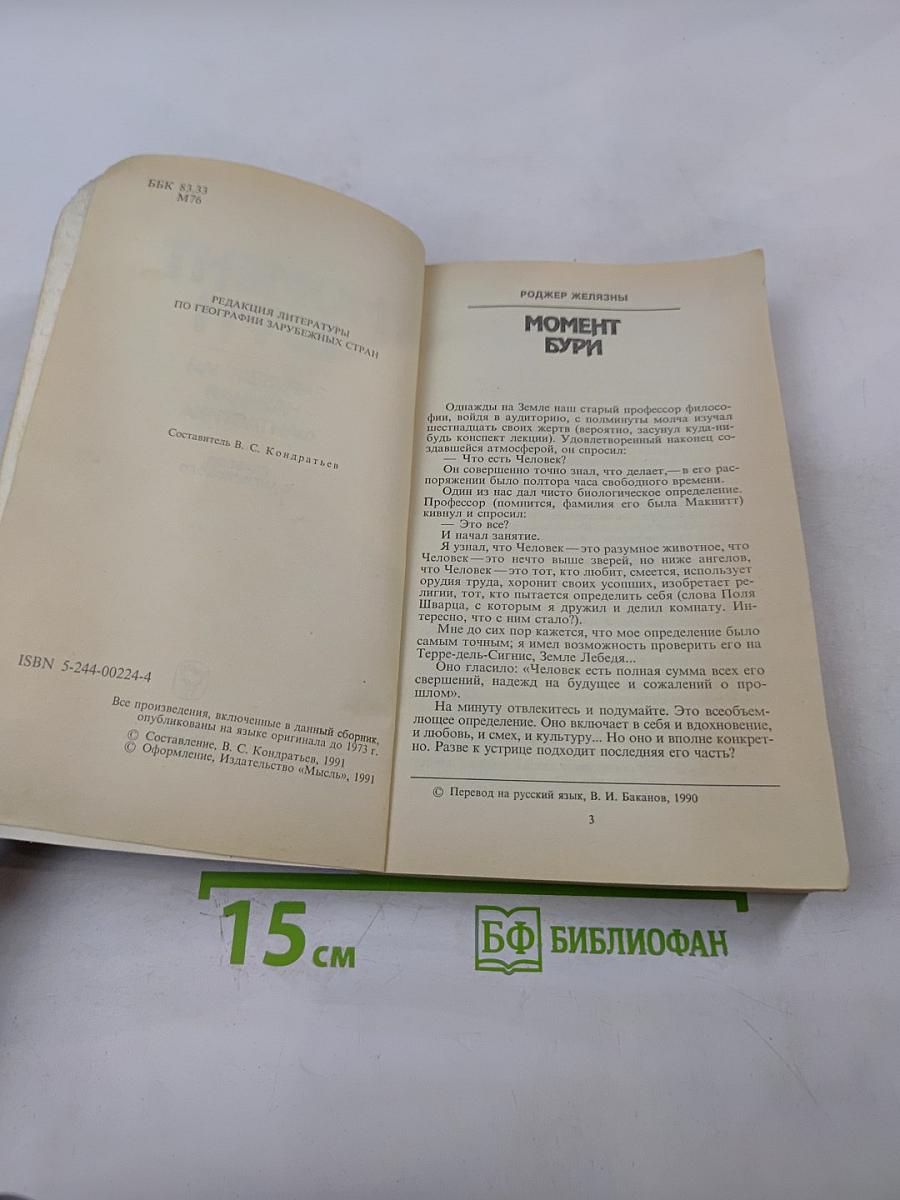 ББК 83.33
М76
РЕДАКЦИЯ ЛИТЕРАТУРЫ
ПО ГЕОГРАФИИ ЗАРУБЕЖНЫХ СТРАН
Составитель В. С. Кондратьев
ISBN 5-244-00224-4
Все произведения, включенные в данный сборник,
опубликованы на языке оригинала до 1973 г.
© Составление, В. С. Кондратьев, 1991
© Оформление, Издательство «Мысль», 1991
РОДЖЕР ЖЕЛЯЗНЫ
МОМЕНТ
БУРИ
Однажды на Земле наш старый профессор филосо-
фии, войдя в аудиторию, с полминуты молча изучал
шестнадцать своих жертв (вероятно, засунул куда-ни-
будь конспект лекции). Удовлетворенный наконец со-
здавшейся атмосферой, он спросил:
— Что есть Человек?
Он совершенно точно знал, что делает,— в его рас-
поряжении было полтора часа свободного времени.
Один из нас дал чисто биологическое определение.
Профессор (помнится, фамилия его была Макнитт)
кивнул и спросил:
— Это все?
И начал занятие.
Я узнал, что Человек — это разумное животное, что
Человек — это нечто выше зверей, но ниже ангелов,
что Человек — это тот, кто любит, смеется, использует
орудия труда, хоронит своих усопших, изобретает ре-
лигии, тот, кто пытается определить себя (слова Поля
Шварца, с которым я дружил и делил комнату. Ин-
тересно, что с ним стало?).
Мне до сих пор кажется, что мое определение было
самым точным; я имел возможность проверить его на
Терре-дель-Сигнис, Земле Лебедя...
Оно гласило: «Человек есть полная сумма всех его
свершений, надежд на будущее и сожалений о про-
шлом».
На минуту отвлекитесь и подумайте. Это всеобъем-
лющее определение. Оно включает в себя и вдохновение,
и любовь, и смех, и культуру... Но оно и вполне конкрет-
но. Разве к устрице подходит последняя его часть?
© Перевод на русский язык, В. И. Баканов, 1990
3
15 см
БФ БИБЛИОФАН